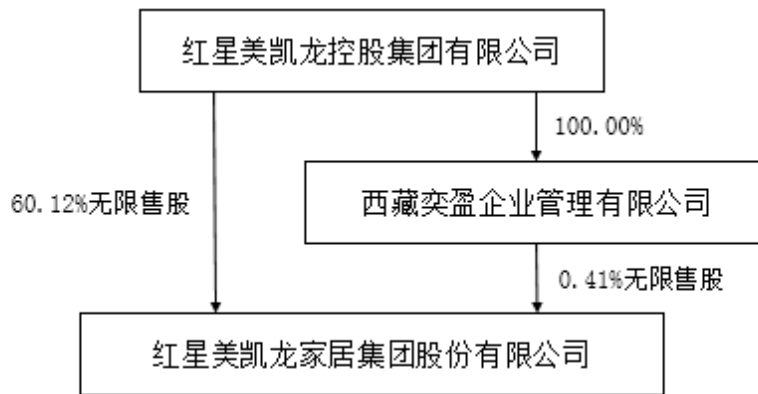 红星美凯龙控股集团有限公司
100.00%
60.12%无限售股
西藏奕盈企业管理有限公司
0.41%无限售股
红星美凯龙家居集团股份有限公司